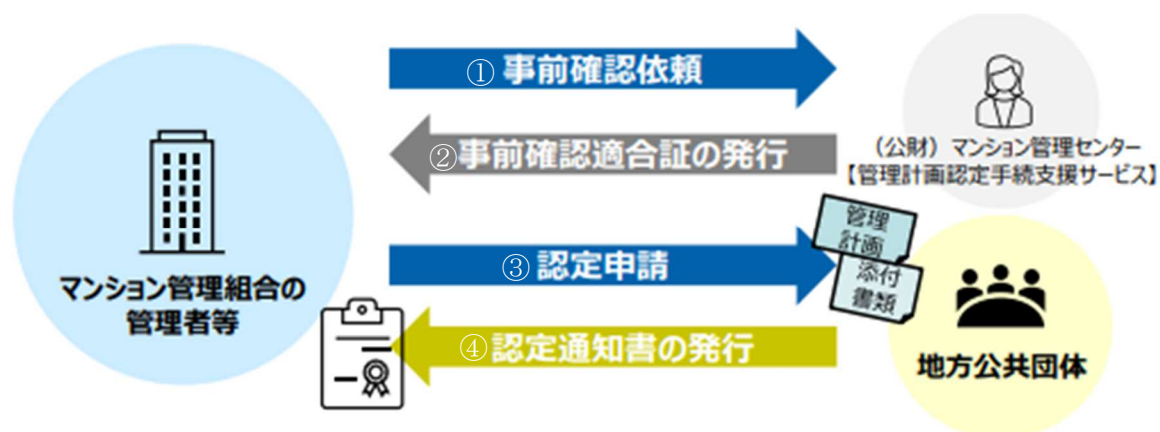 ① 事前確認依頼
②事前確認適合証の発行
③ 認定申請
④認定通知書の発行
マンション管理組合の
管理者等
（公財）マンション管理センター
【管理計画認定手続支援サービス】
管理
計画
添付
書類
地方公共団体